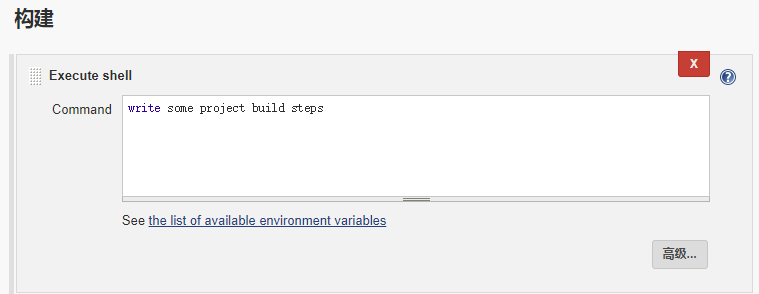 构建
Execute shell
X
?
Command
write some project build steps
See the list of available environment variables
高级...